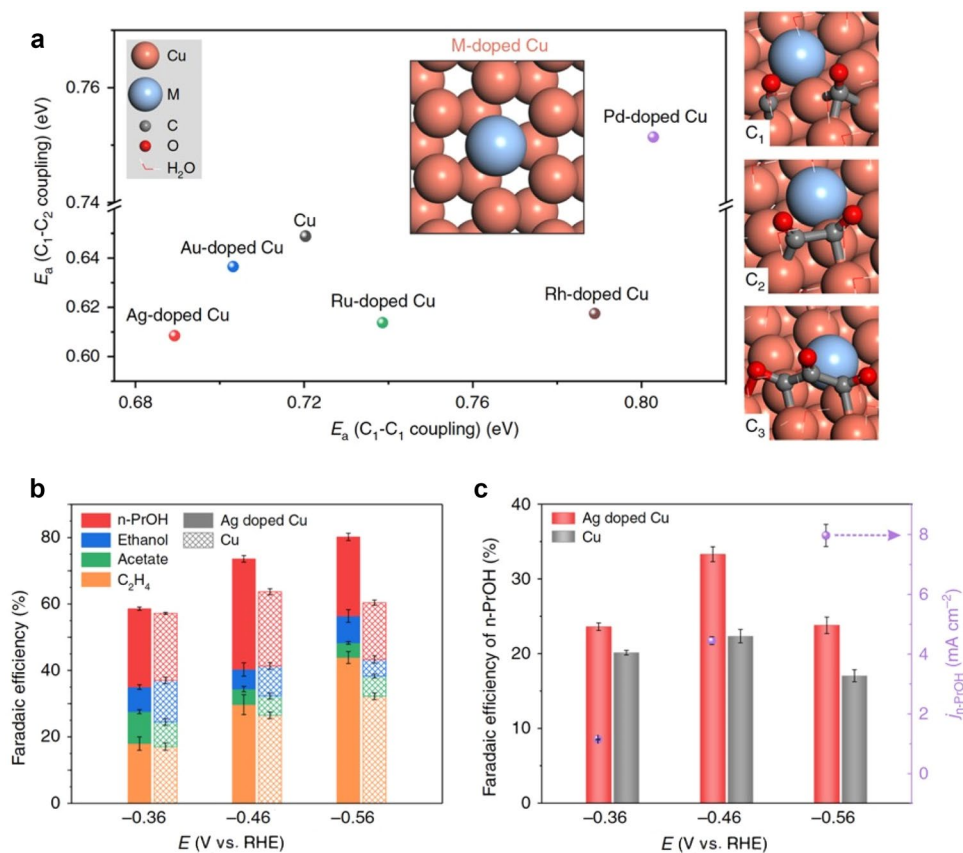 a
Cu
M
C
O
H₂O
M-doped Cu
Pd-doped Cu
Cu
Au-doped Cu
Ag-doped Cu
Ru-doped Cu
Rh-doped Cu
0.76
0.74
0.64
0.62
0.60
Eₐ (C₁-C₂ coupling) (eV)
0.68
0.72
0.76
0.80
Eₐ (C₁-C₁ coupling) (eV)
C₁
C₂
C₃
b
n-PrOH
Ethanol
Acetate
C₂H₄
Ag doped Cu
Cu
80
60
40
20
0
Faradaic efficiency (%)
−0.36
−0.46
−0.56
E (V vs. RHE)
c
Ag doped Cu
Cu
40
30
20
10
0
Faradaic efficiency of n-PrOH (%)
8
6
4
2
0
jn-PrOH (mA cm⁻²)
−0.36
−0.46
−0.56
E (V vs. RHE)